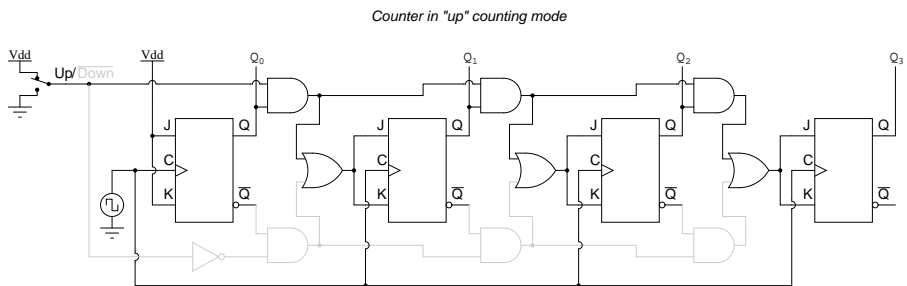 Counter in "up" counting mode
Vdd Vdd Q0 Q1 Q2 Q3
Up/Down
J Q J Q J Q J Q
C C C C
K Q K Q K Q K Q